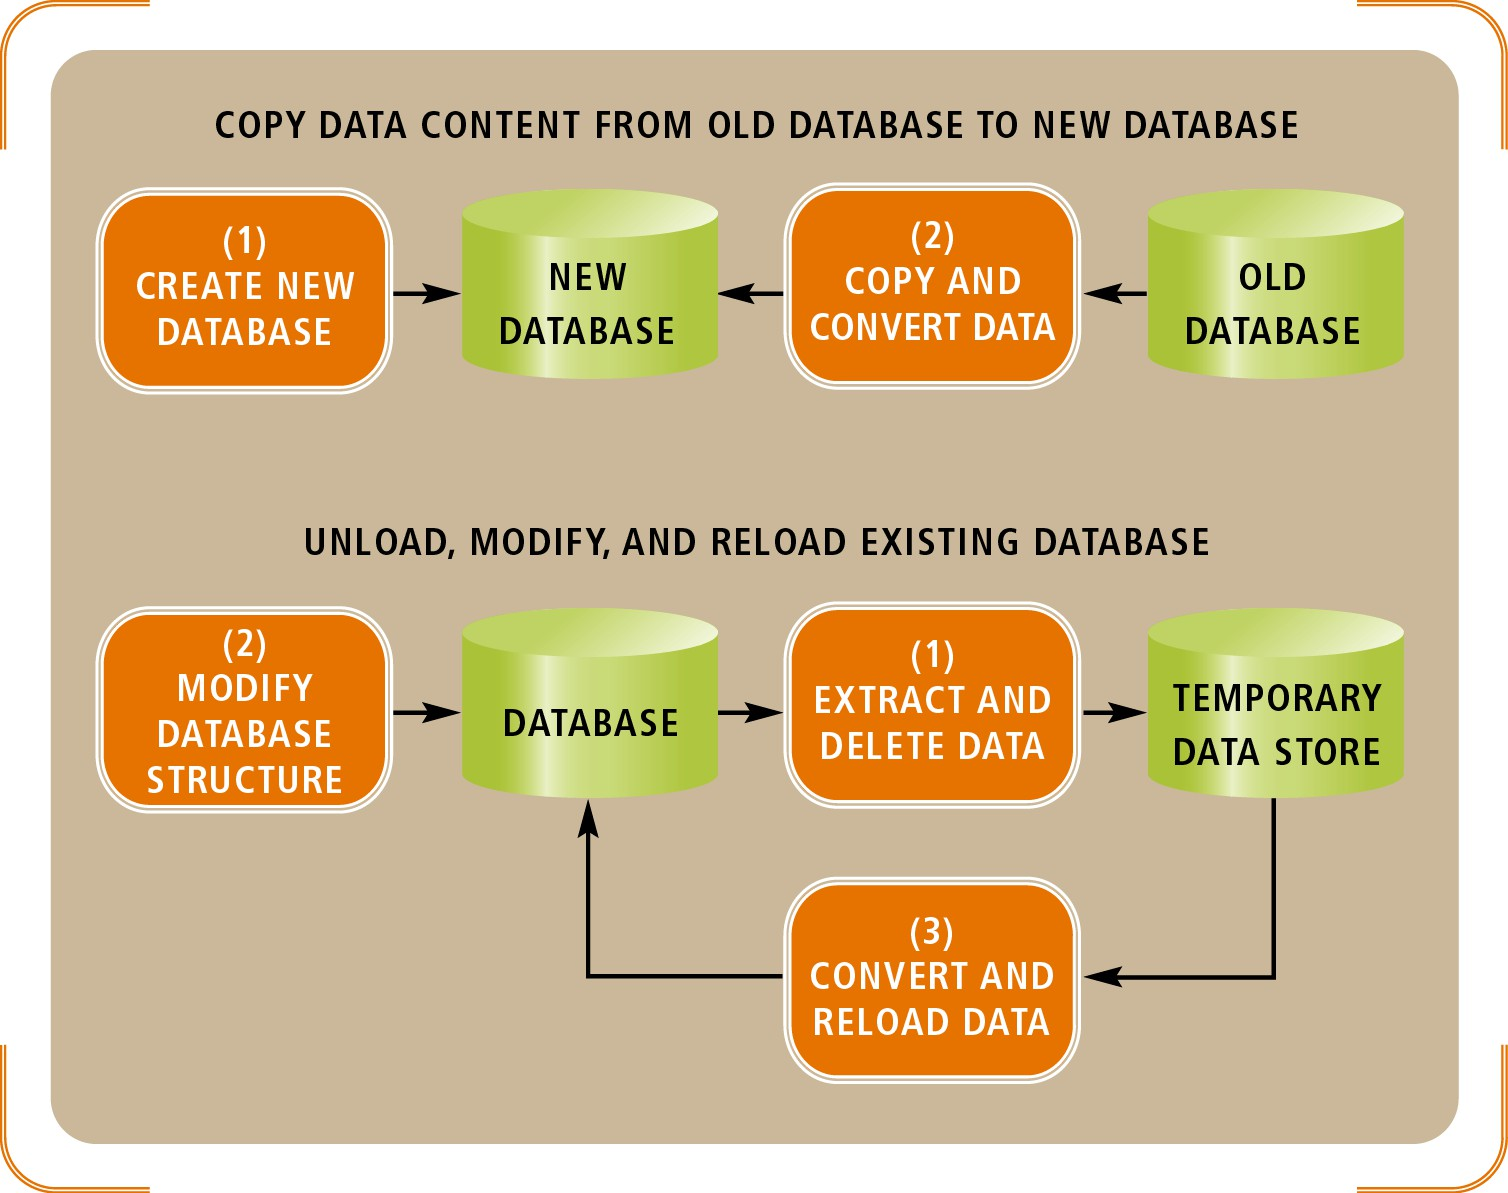 COPY DATA CONTENT FROM OLD DATABASE TO NEW DATABASE
(1)
CREATE NEW
DATABASE
NEW
DATABASE
(2)
COPY AND
CONVERT DATA
OLD
DATABASE
UNLOAD, MODIFY, AND RELOAD EXISTING DATABASE
(2)
MODIFY
DATABASE
STRUCTURE
DATABASE
(1)
EXTRACT AND
DELETE DATA
TEMPORARY
DATA STORE
(3)
CONVERT AND
RELOAD DATA